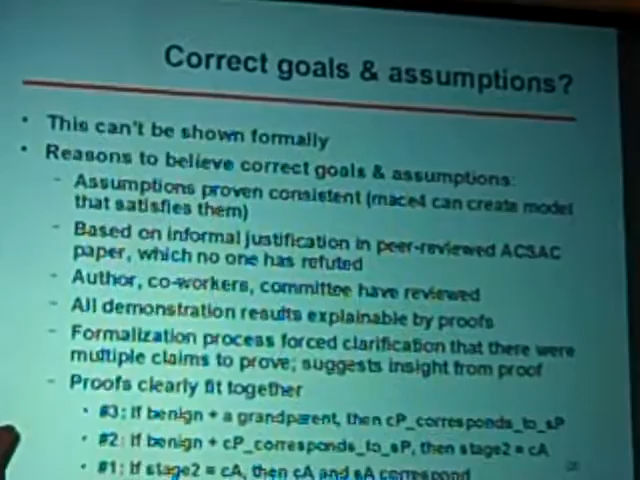 Correct goals & assumptions?
• This can't be shown formally
• Reasons to believe correct goals & assumptions:
– Assumptions proven consistent (mace4 can create model
that satisfies them)
– Based on informal justification in peer-reviewed ACSAC
paper, which no one has refuted
– Author, co-workers, committee have reviewed
– All demonstration results explainable by proofs
– Formalization process forced clarification that there were
multiple claims to prove; suggests insight from proof
– Proofs clearly fit together
• #3: If benign + a grandparent, then cP_corresponds_to_sP
• #2: If benign + cP_corresponds_to_sP, then stage2 = cA
• #1: If stage2 = cA, then cA and sA correspond